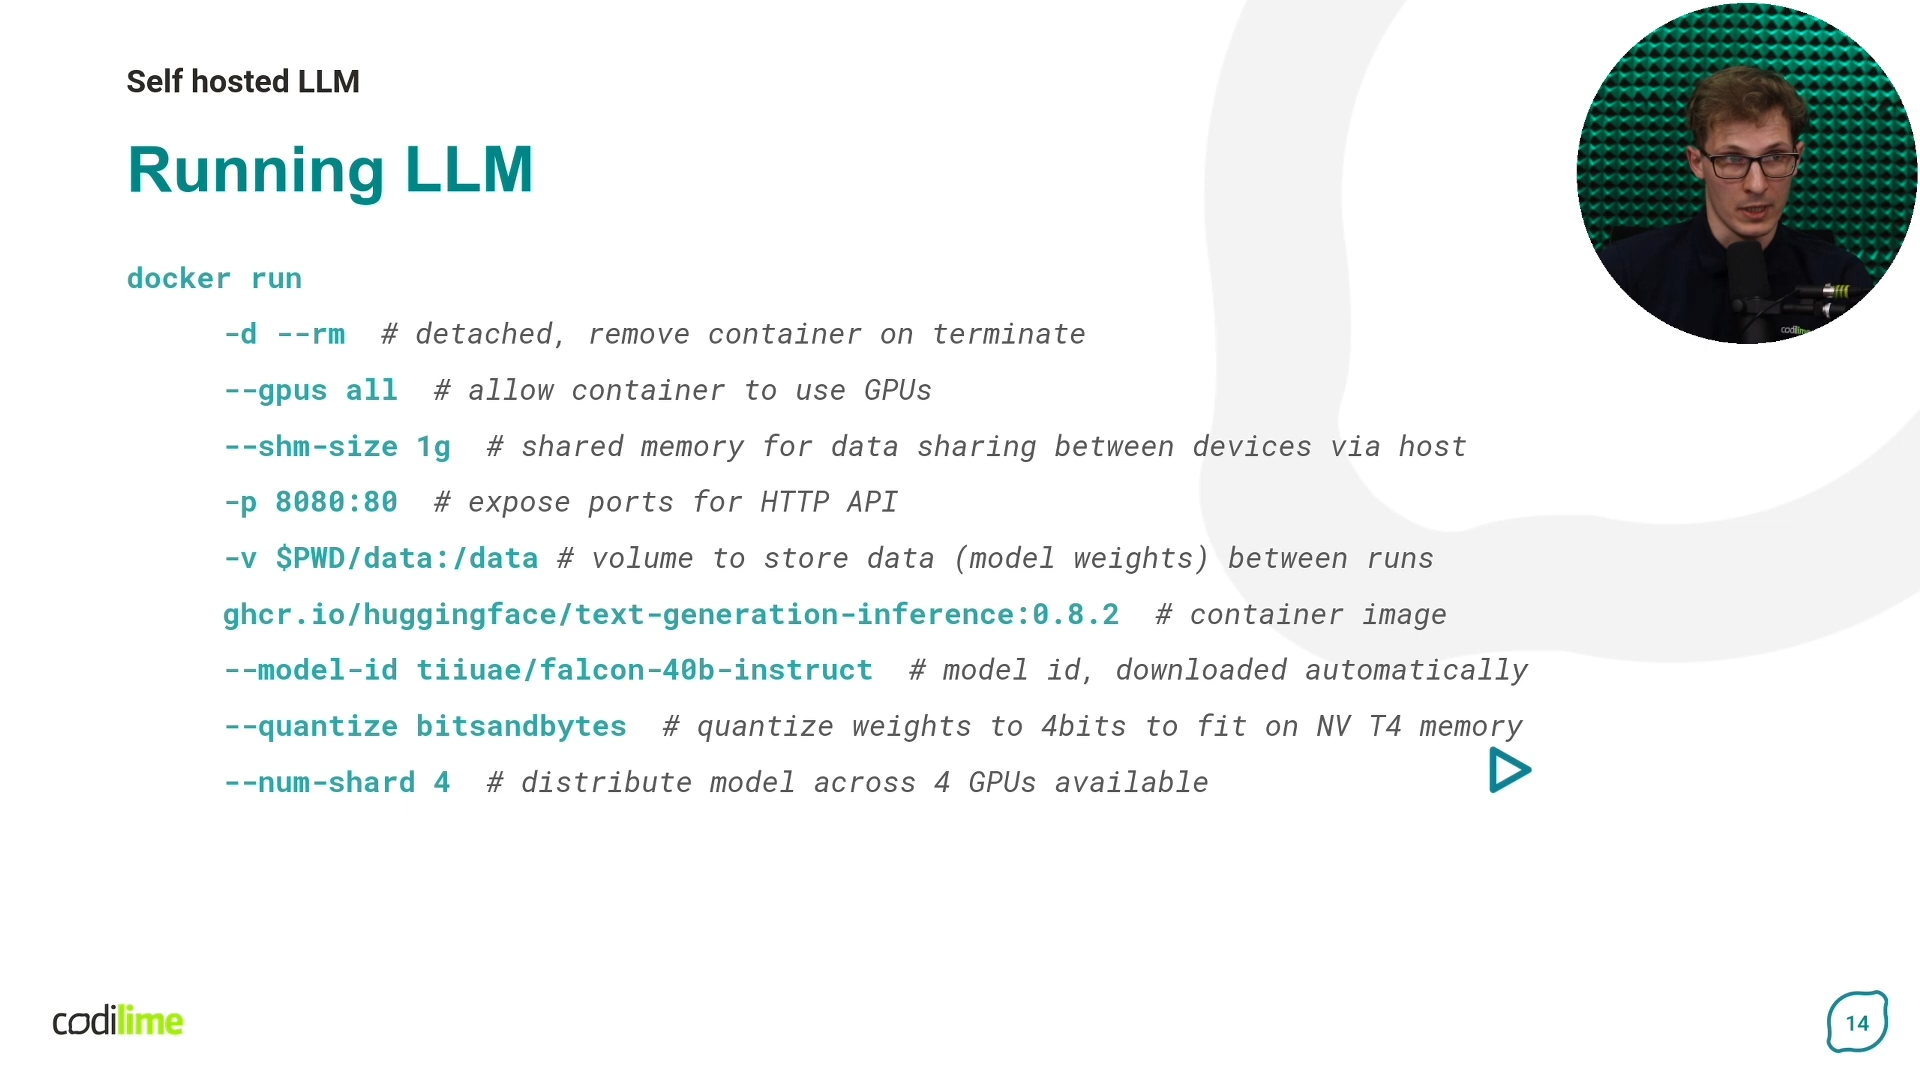 Self hosted LLM
Running LLM
docker run
-d --rm # detached, remove container on terminate
--gpus all # allow container to use GPUs
--shm-size 1g # shared memory for data sharing between devices via host
-p 8080:80 # expose ports for HTTP API
-v $PWD/data:/data # volume to store data (model weights) between runs
ghcr.io/huggingface/text-generation-inference:0.8.2 # container image
--model-id tiiuae/falcon-40b-instruct # model id, downloaded automatically
--quantize bitsandbytes # quantize weights to 4bits to fit on NV T4 memory
--num-shard 4 # distribute model across 4 GPUs available
codilime
codilime
14